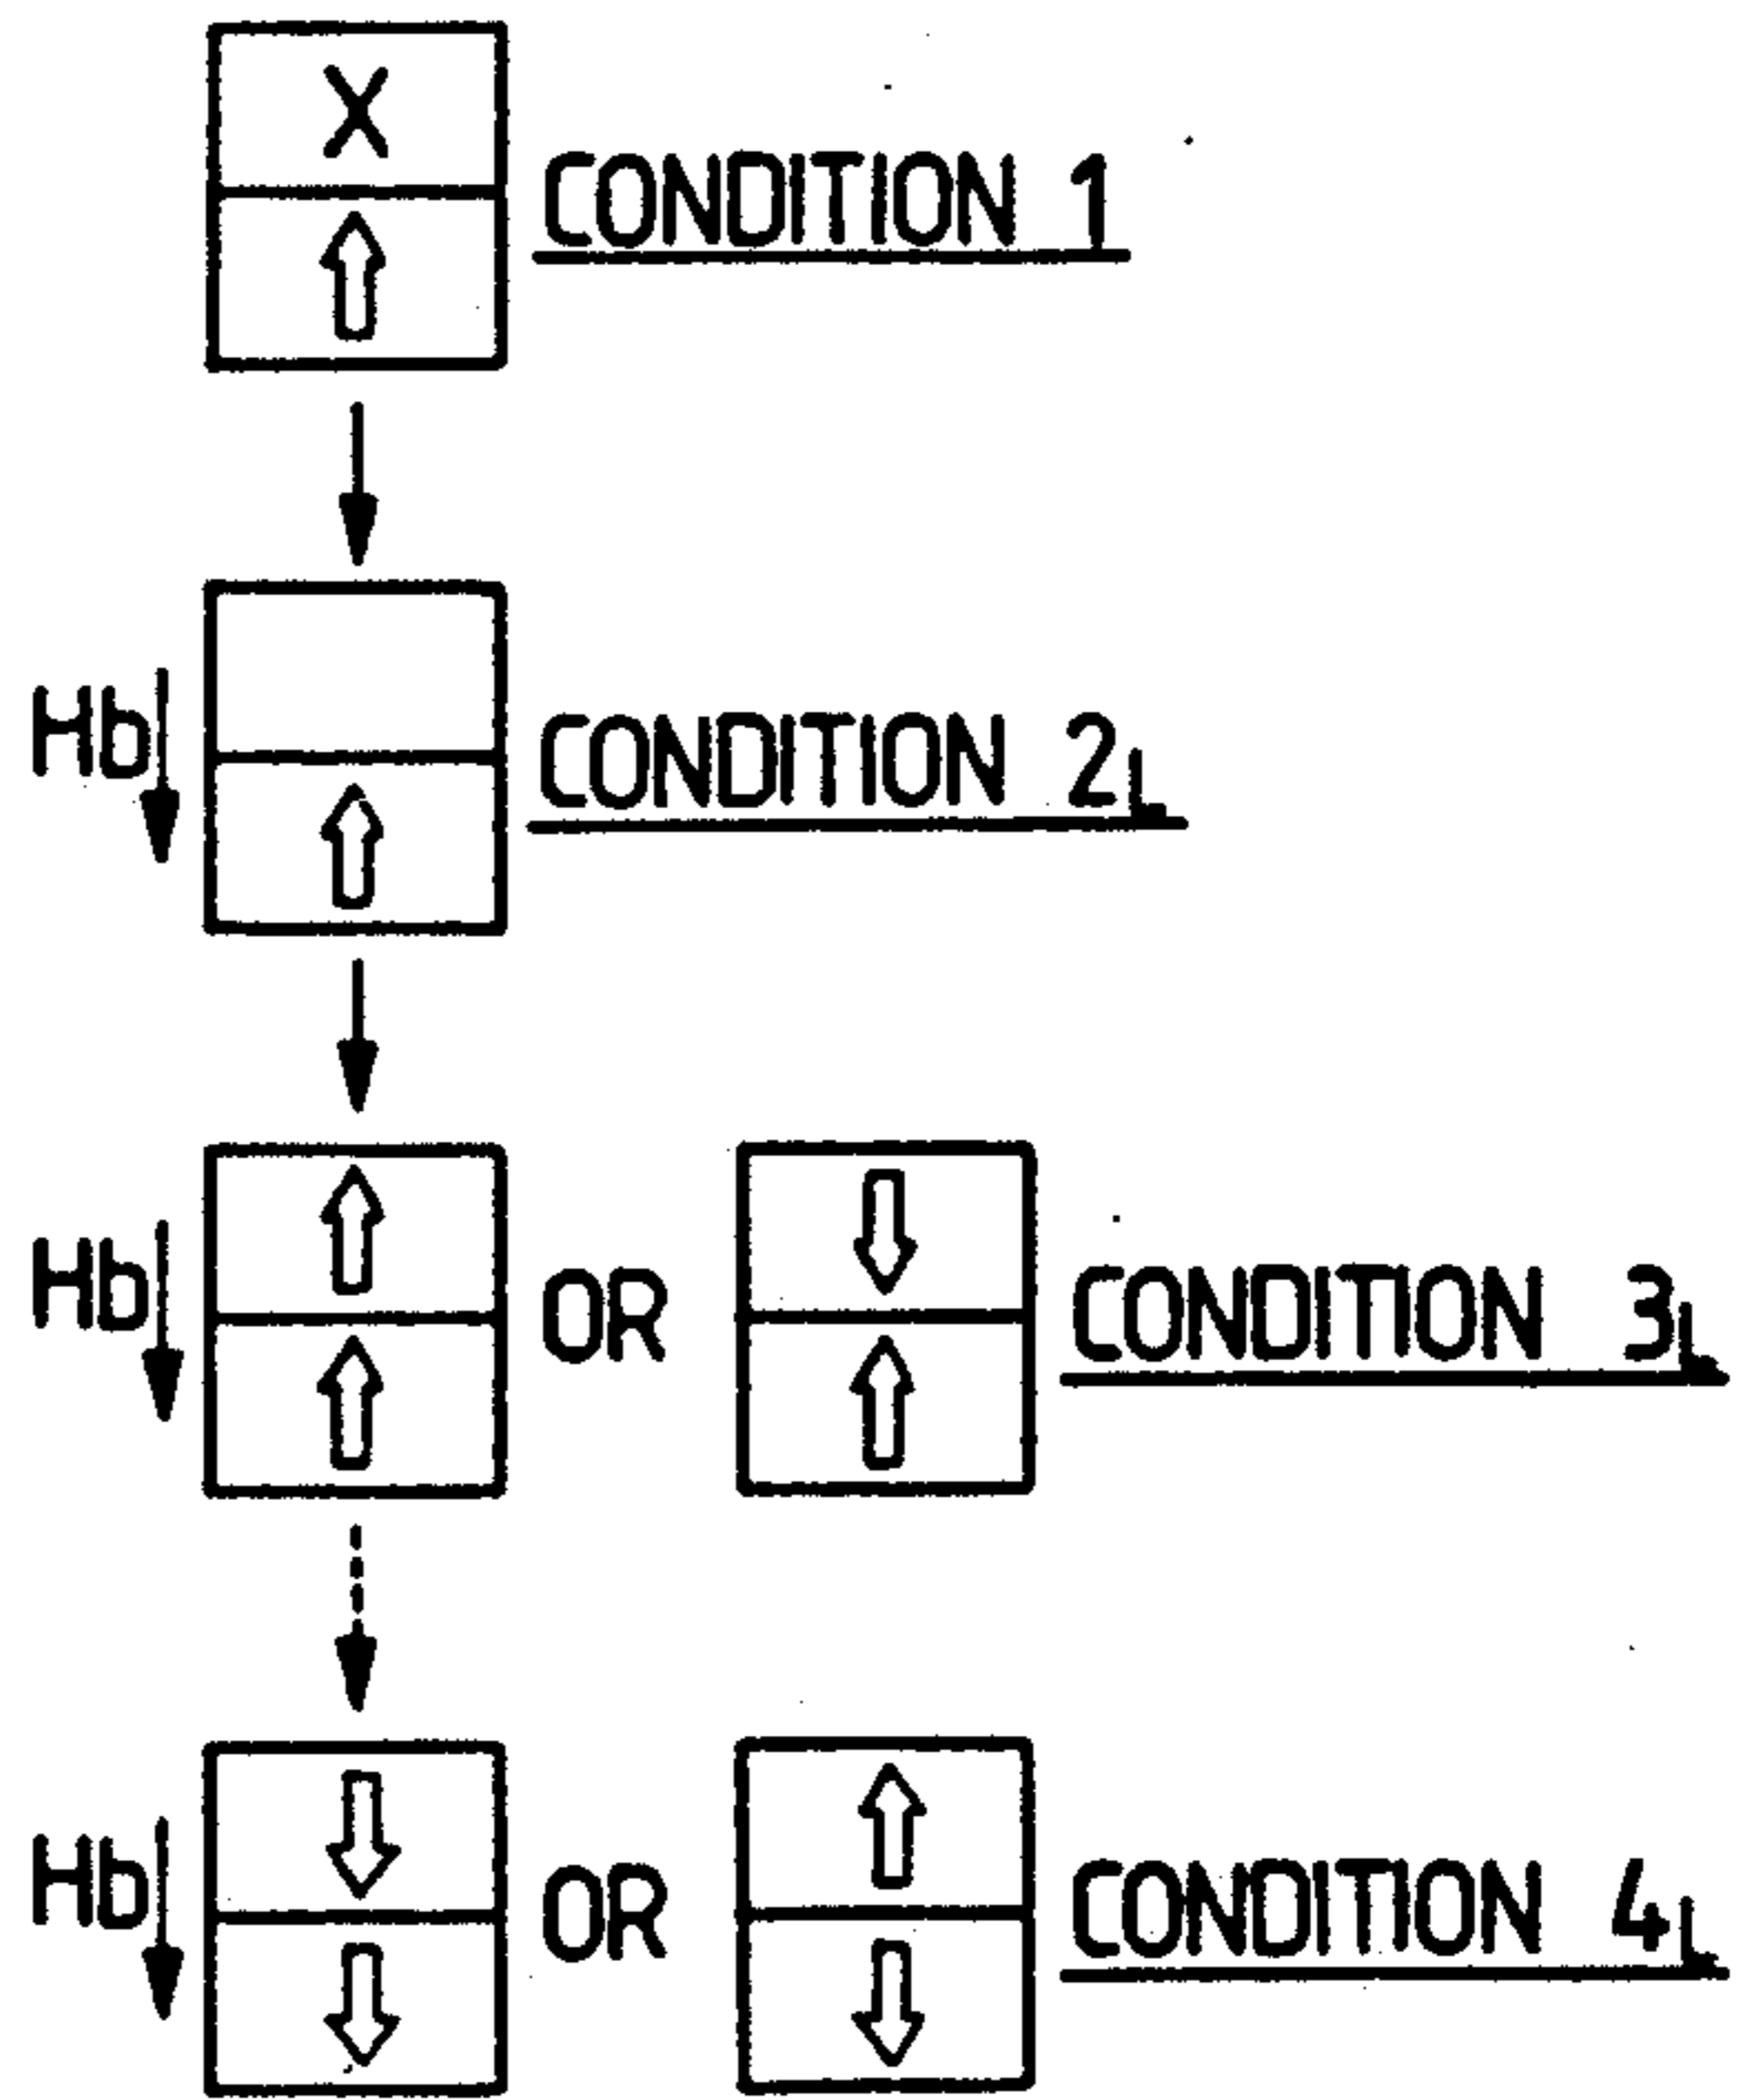 X
CONDITION 1
Hb
CONDITION 2L
Hb
OR
CONDITION 3L
Hb
OR
CONDITION 4L